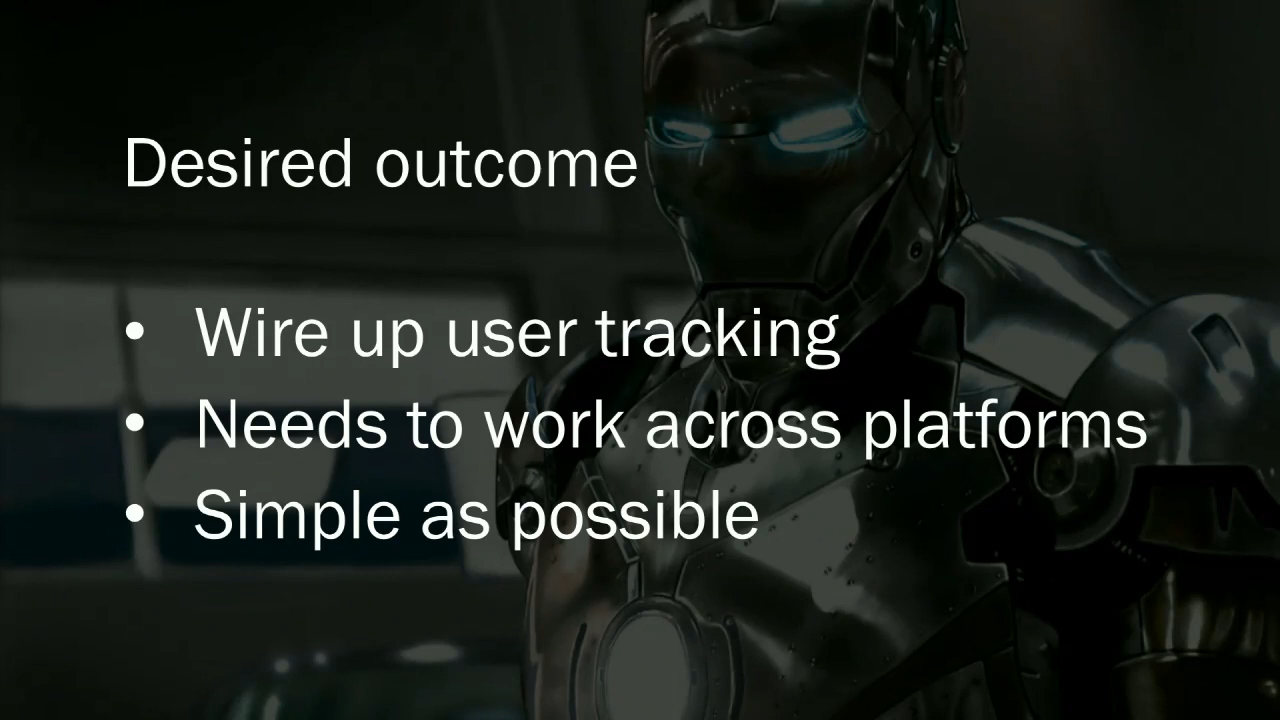 Desired outcome
• Wire up user tracking
• Needs to work across platforms
• Simple as possible